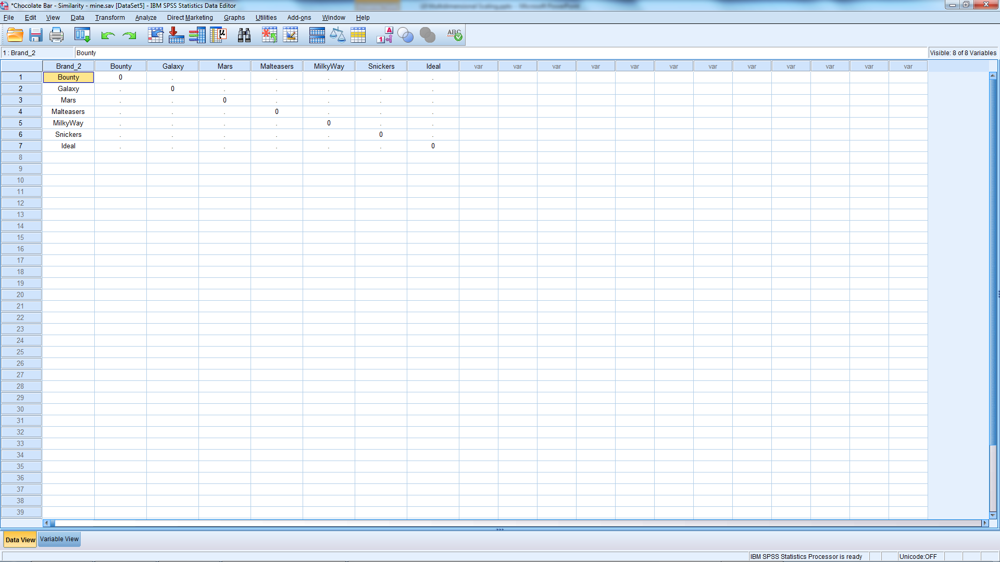 *Chocolate Bar - Similarity - mine.sav [DataSet5] - IBM SPSS Statistics Data Editor
File Edit View Data Transform Analyze Direct Marketing Graphs Utilities Add-ons Window Help
1 : Brand_2 Bounty Visible: 8 of 8 Variables
Brand_2 Bounty Galaxy Mars Malteasers MilkyWay Snickers Ideal var var var var var var var var var var var var
1 Bounty 0 . . . . . .
2 Galaxy . 0 . . . . .
3 Mars . . 0 . . . .
4 Malteasers . . . 0 . . .
5 MilkyWay . . . . 0 . .
6 Snickers . . . . . 0 .
7 Ideal . . . . . . 0
8
9
10
11
12
13
14
15
16
17
18
19
20
21
22
23
24
25
26
27
28
29
30
31
32
33
34
35
36
37
38
39
Data View Variable View
IBM SPSS Statistics Processor is ready Unicode:OFF